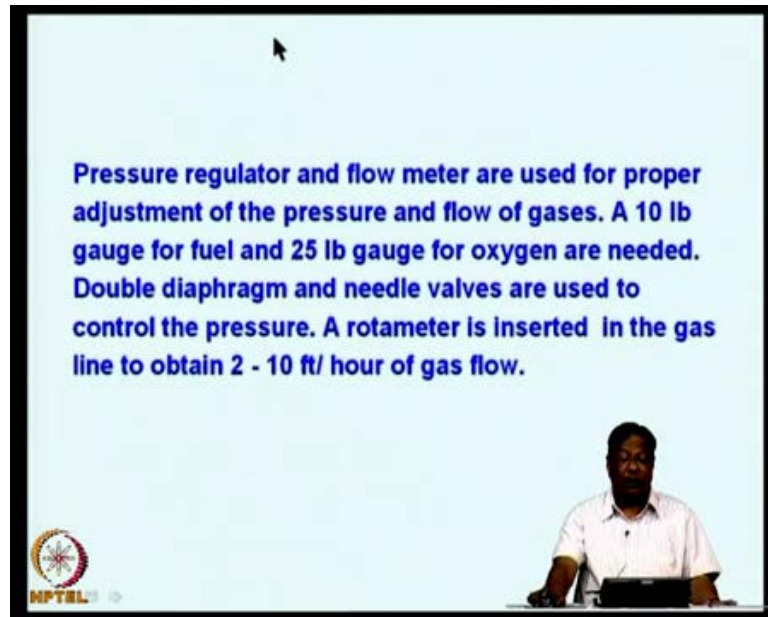 Pressure regulator and flow meter are used for proper
adjustment of the pressure and flow of gases. A 10 lb
gauge for fuel and 25 lb gauge for oxygen are needed.
Double diaphragm and needle valves are used to
control the pressure. A rotameter is inserted in the gas
line to obtain 2 - 10 ft/ hour of gas flow.
NPTEL